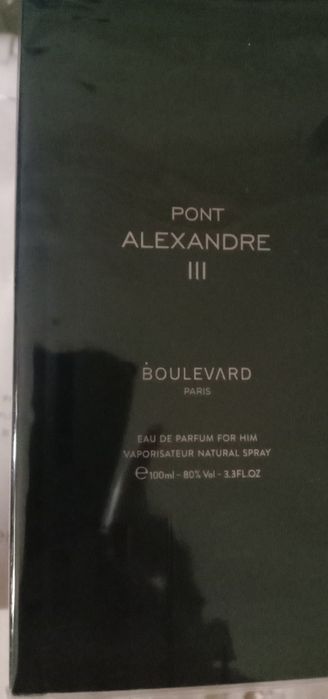 PONT
ALEXANDRE
III
BOULEVARD
PARIS
EAU DE PARFUM FOR HIM
VAPORISATEUR NATURAL SPRAY
℮100ml - 80% Vol - 3.3FL.OZ